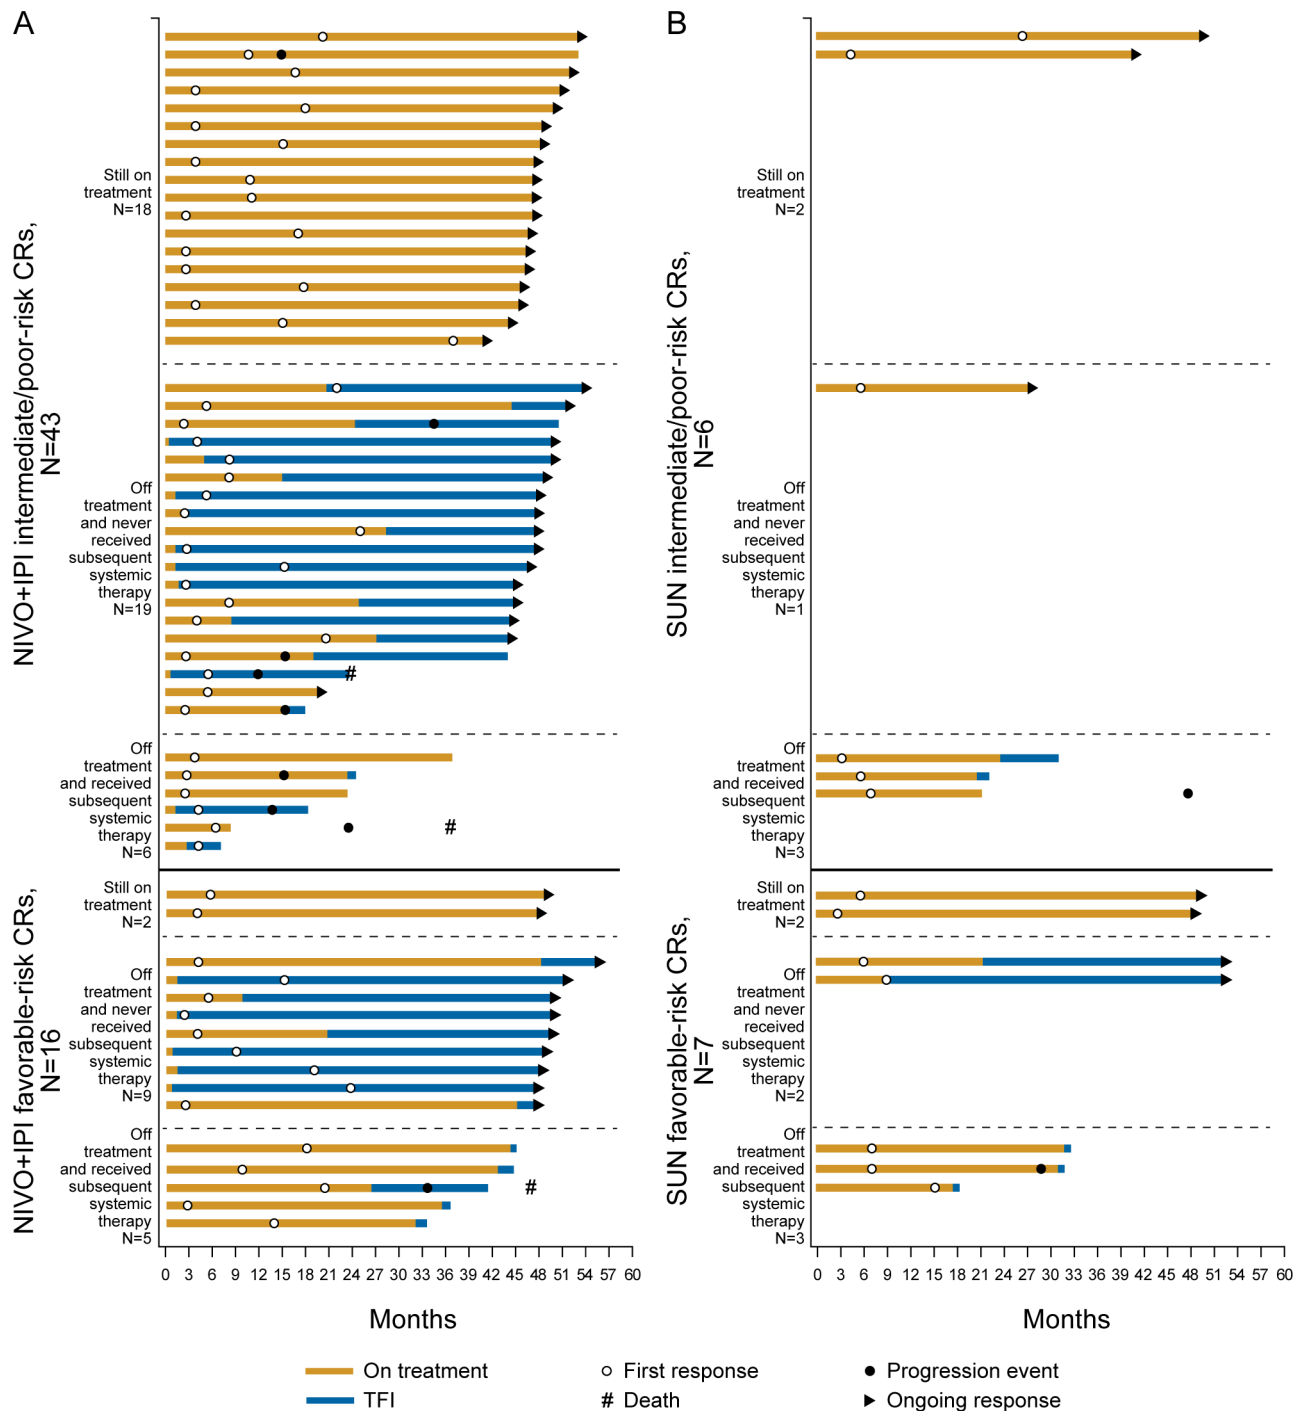 A
NIVO+IPI intermediate/poor-risk CRs,
N=43
Still on
treatment
N=18
Off
treatment
and never
received
subsequent
systemic
therapy
N=19
#
Off
treatment
and received
subsequent
systemic
therapy
N=6
#
NIVO+IPI favorable-risk CRs,
N=16
Still on
treatment
N=2
Off
treatment
and never
received
subsequent
systemic
therapy
N=9
Off
treatment
and received
subsequent
systemic
therapy
N=5
#
0 3 6 9 12 15 18 21 24 27 30 33 36 39 42 45 48 51 54 57 60
Months
B
SUN intermediate/poor-risk CRs,
N=6
Still on
treatment
N=2
Off
treatment
and never
received
subsequent
systemic
therapy
N=1
Off
treatment
and received
subsequent
systemic
therapy
N=3
SUN favorable-risk CRs,
N=7
Still on
treatment
N=2
Off
treatment
and never
received
subsequent
systemic
therapy
N=2
Off
treatment
and received
subsequent
systemic
therapy
N=3
0 3 6 9 12 15 18 21 24 27 30 33 36 39 42 45 48 51 54 57 60
Months
On treatment
First response
Progression event
TFI
# Death
Ongoing response